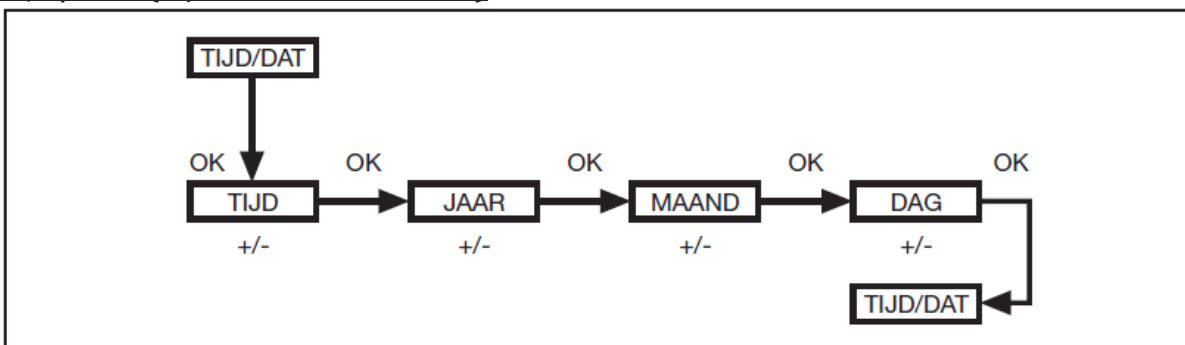 TIJD/DAT
OK OK OK OK OK
TIJD JAAR MAAND DAG
+/- +/- +/- +/-
TIJD/DAT